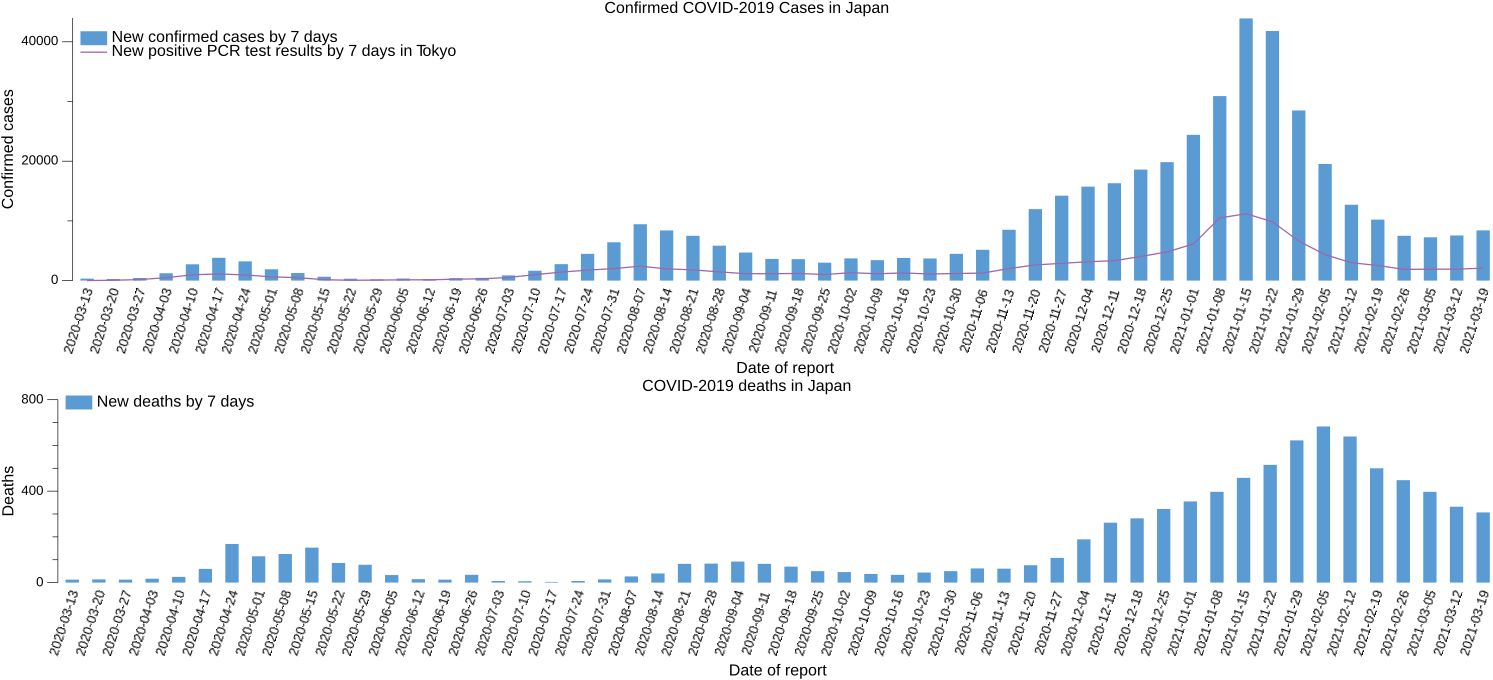 Confirmed COVID-2019 Cases in Japan
New confirmed cases by 7 days
New positive PCR test results by 7 days in Tokyo
Confirmed cases
40000
20000
0
2020-03-13 2020-03-20 2020-03-27 2020-04-03 2020-04-10 2020-04-17 2020-04-24 2020-05-01 2020-05-08 2020-05-15 2020-05-22 2020-05-29 2020-06-05 2020-06-12 2020-06-19 2020-06-26 2020-07-03 2020-07-10 2020-07-17 2020-07-24 2020-07-31 2020-08-07 2020-08-14 2020-08-21 2020-08-28 2020-09-04 2020-09-11 2020-09-18 2020-09-25 2020-10-02 2020-10-09 2020-10-16 2020-10-23 2020-10-30 2020-11-06 2020-11-13 2020-11-20 2020-11-27 2020-12-04 2020-12-11 2020-12-18 2020-12-25 2021-01-01 2021-01-08 2021-01-15 2021-01-22 2021-01-29 2021-02-05 2021-02-12 2021-02-19 2021-02-26 2021-03-05 2021-03-12 2021-03-19
Date of report
COVID-2019 deaths in Japan
New deaths by 7 days
Deaths
800
400
0
2020-03-13 2020-03-20 2020-03-27 2020-04-03 2020-04-10 2020-04-17 2020-04-24 2020-05-01 2020-05-08 2020-05-15 2020-05-22 2020-05-29 2020-06-05 2020-06-12 2020-06-19 2020-06-26 2020-07-03 2020-07-10 2020-07-17 2020-07-24 2020-07-31 2020-08-07 2020-08-14 2020-08-21 2020-08-28 2020-09-04 2020-09-11 2020-09-18 2020-09-25 2020-10-02 2020-10-09 2020-10-16 2020-10-23 2020-10-30 2020-11-06 2020-11-13 2020-11-20 2020-11-27 2020-12-04 2020-12-11 2020-12-18 2020-12-25 2021-01-01 2021-01-08 2021-01-15 2021-01-22 2021-01-29 2021-02-05 2021-02-12 2021-02-19 2021-02-26 2021-03-05 2021-03-12 2021-03-19
Date of report